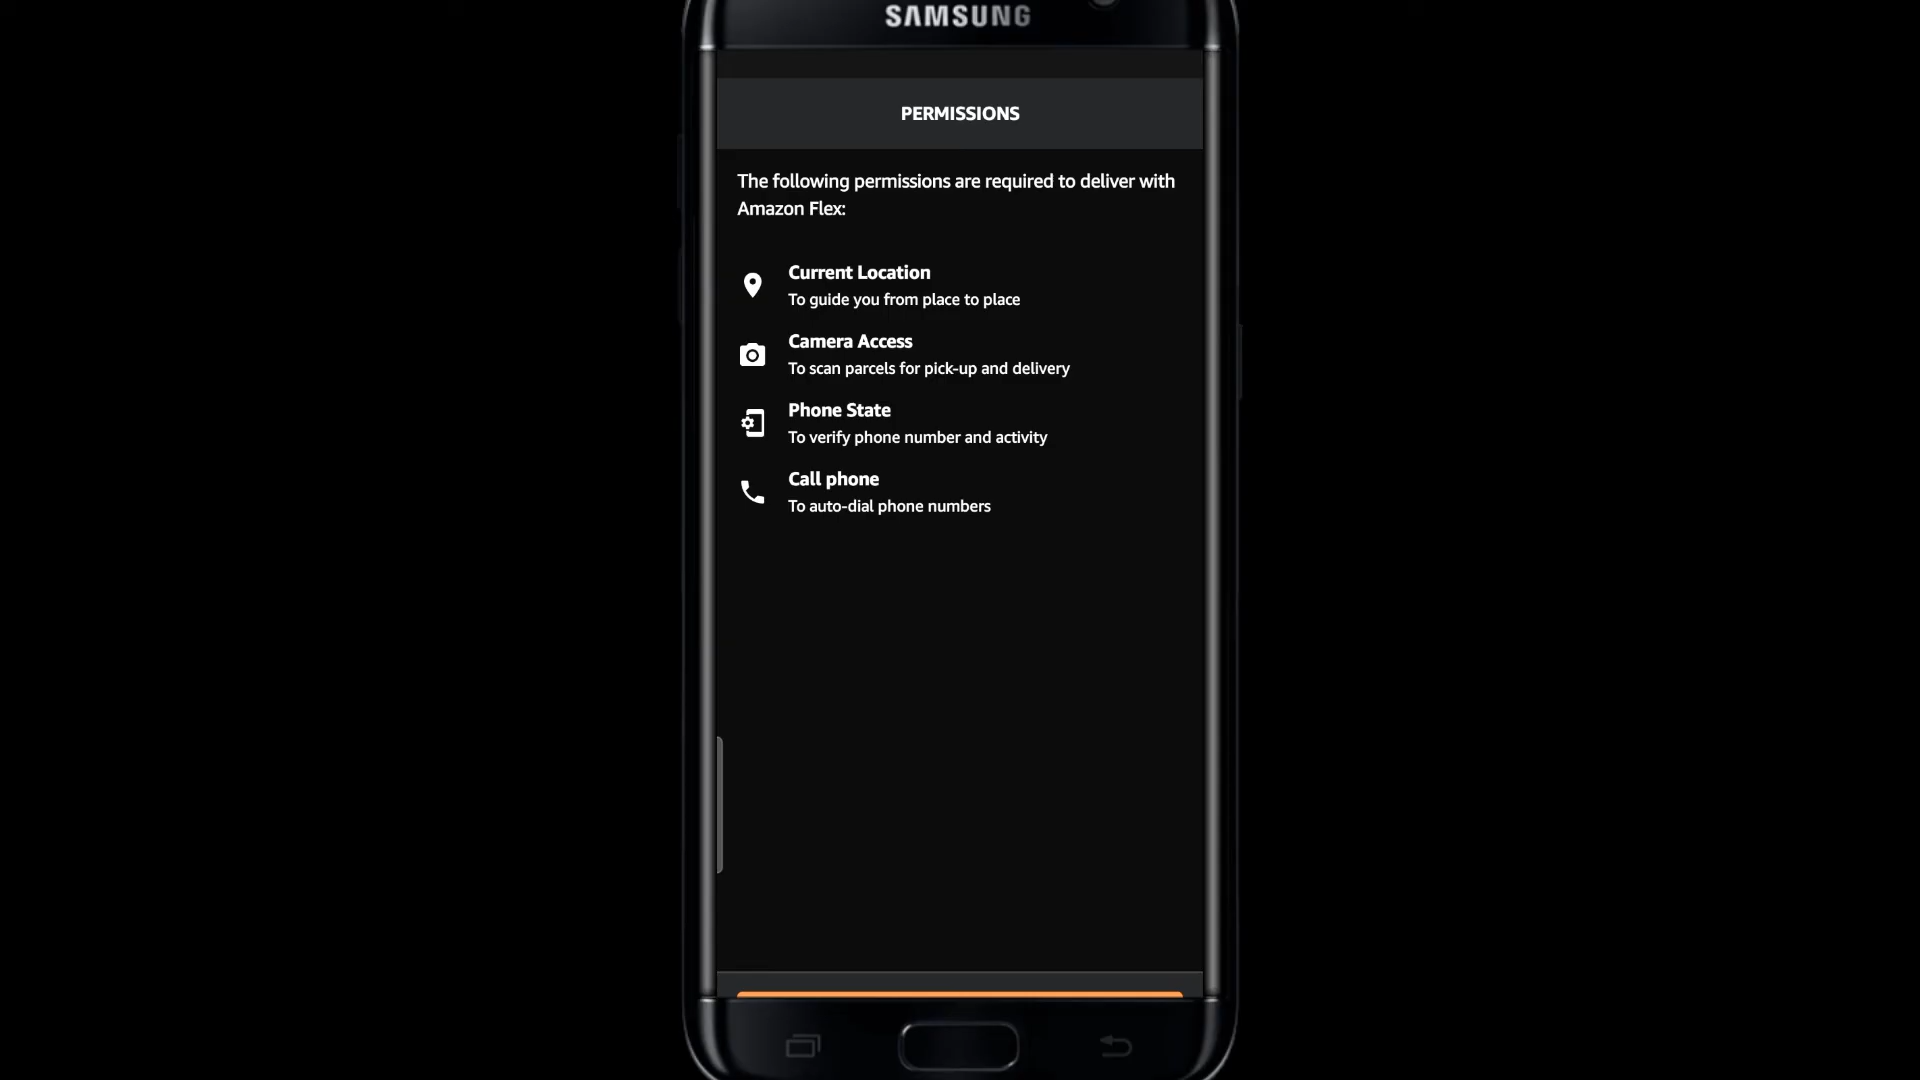 SAMSUNG
PERMISSIONS
The following permissions are required to deliver with
Amazon Flex:
Current Location
To guide you from place to place
Camera Access
To scan parcels for pick-up and delivery
Phone State
To verify phone number and activity
Call phone
To auto-dial phone numbers